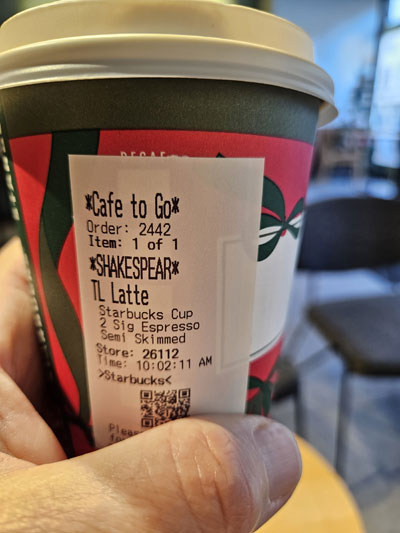 DECAF
*Cafe to Go*
Order: 2442
Item: 1 of 1
*SHAKESPEAR*
TL Latte
Starbucks Cup
2 Sig Espresso
Semi Skimmed
Store: 26112
Time: 10:02:11 AM
>Starbucks<